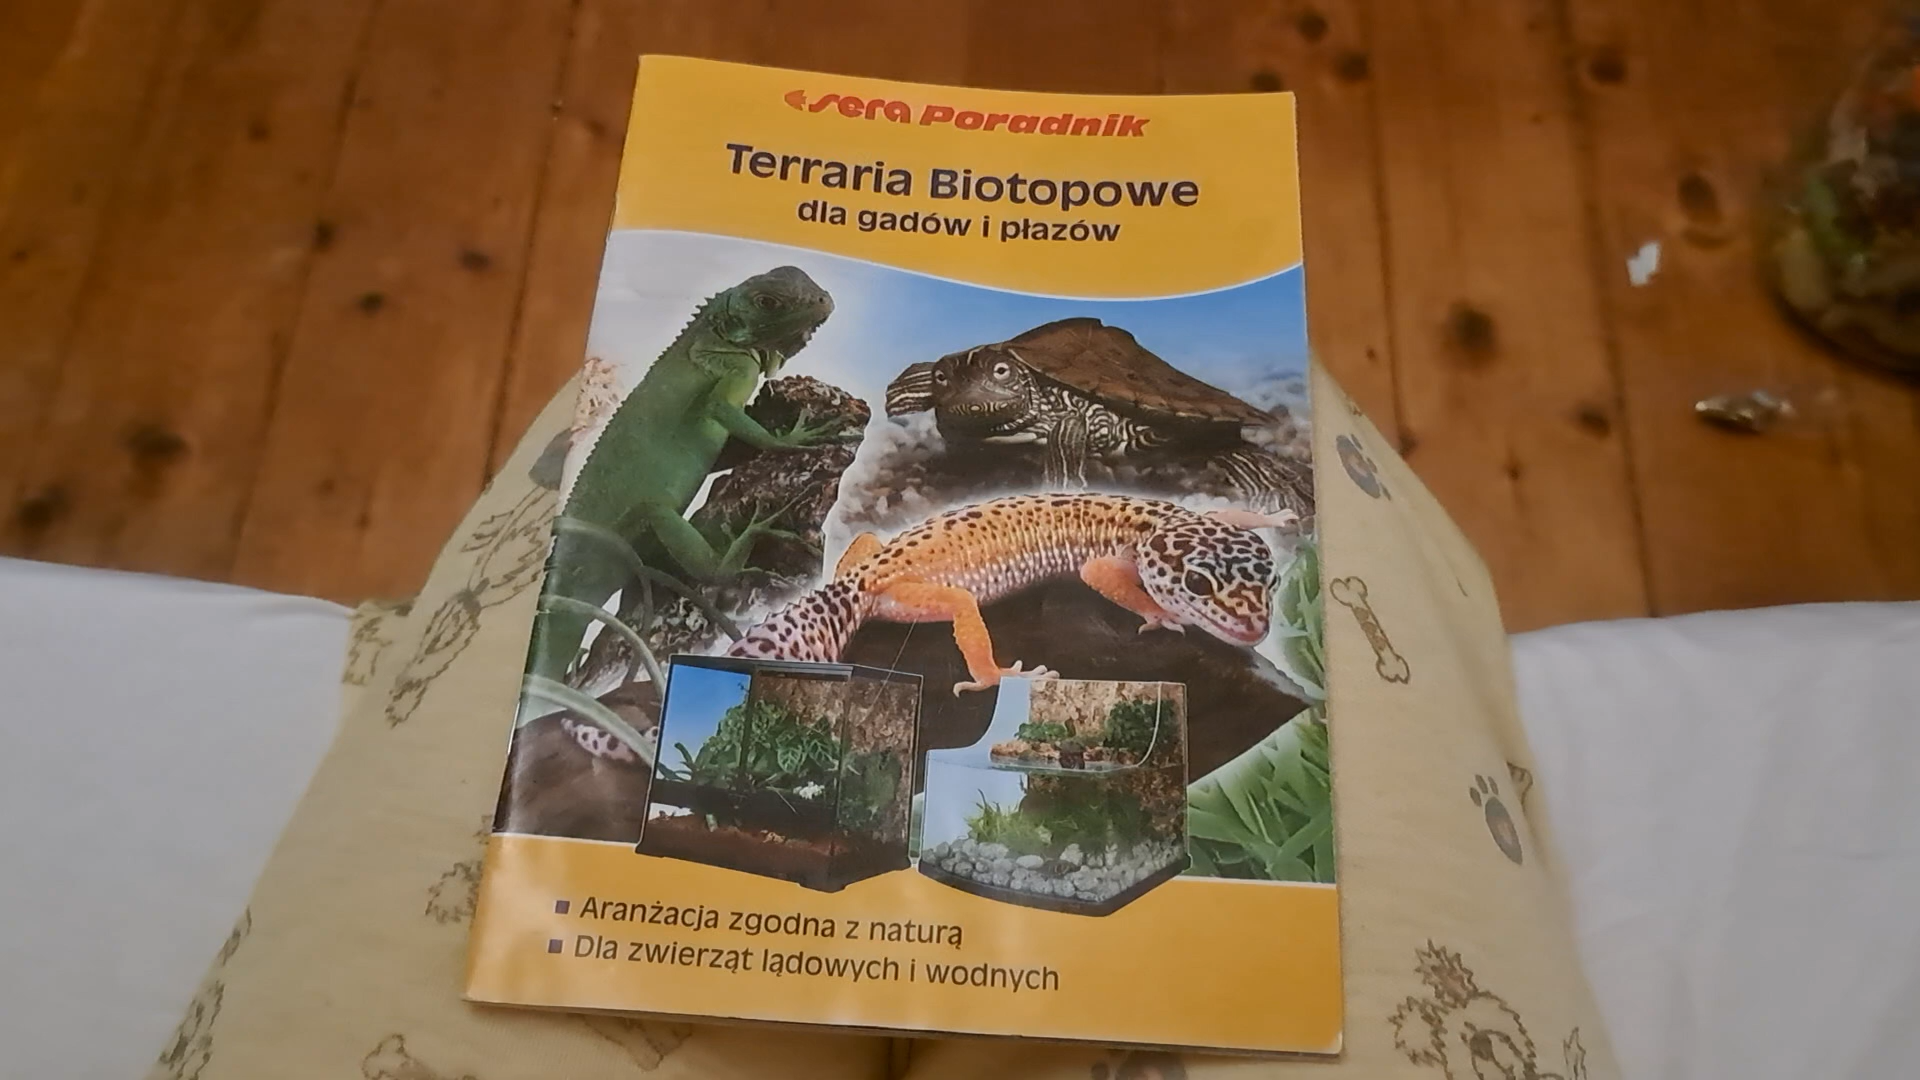 sera Poradnik
Terraria Biotopowe
dla gadów i płazów
Aranżacja zgodna z naturą
Dla zwierząt lądowych i wodnych